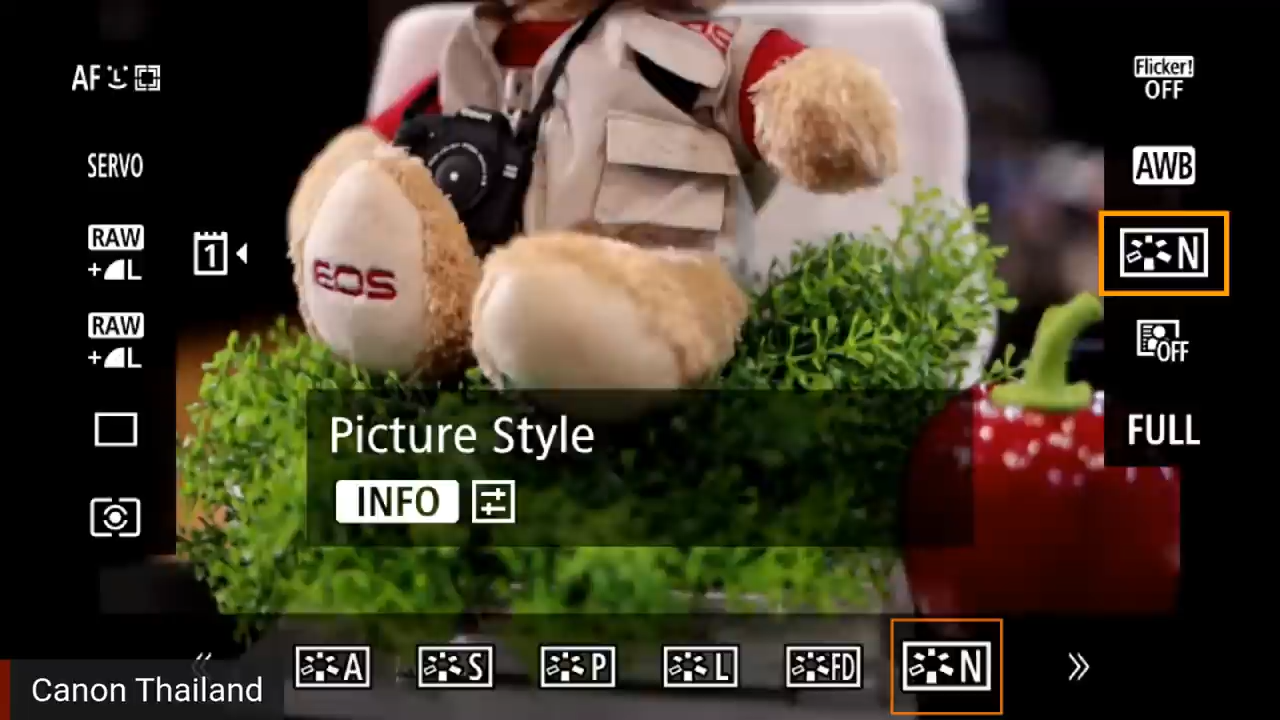 AF
SERVO
RAW
+L
RAW
+L
1
EOS
Flicker!
OFF
AWB
N
OFF
FULL
Picture Style
INFO
A
S
P
L
FD
N
Canon Thailand